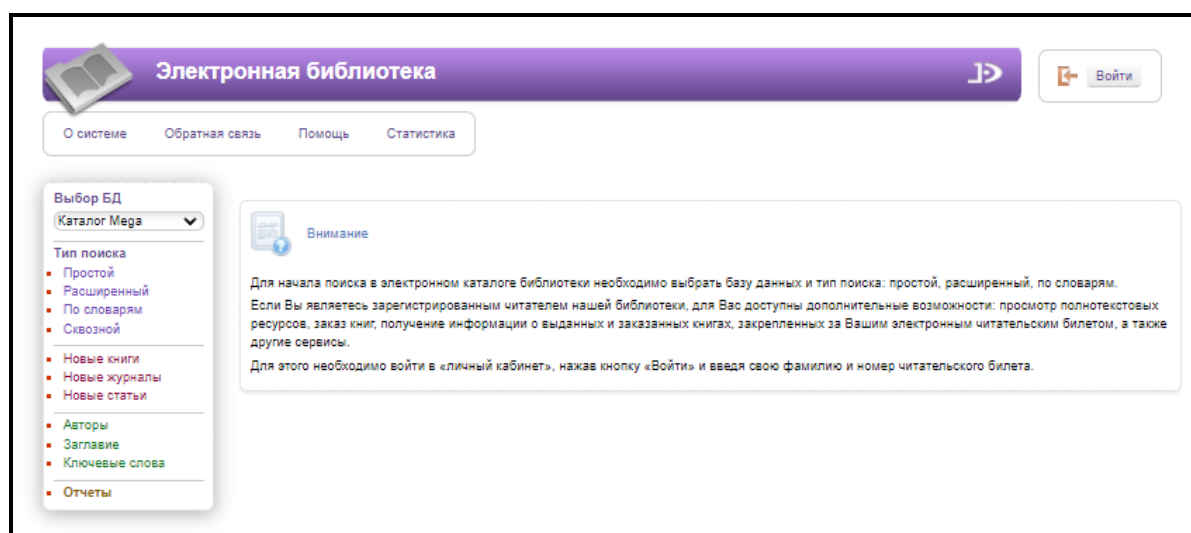 Электронная библиотека
Войти
О системе Обратная связь Помощь Статистика
Выбор БД
Каталог Mega
Тип поиска
Простой
Расширенный
По словарям
Сквозной
Новые книги
Новые журналы
Новые статьи
Авторы
Заглавие
Ключевые слова
Отчеты
Внимание
Для начала поиска в электронном каталоге библиотеки необходимо выбрать базу данных и тип поиска: простой, расширенный, по словарям.
Если Вы являетесь зарегистрированным читателем нашей библиотеки, для Вас доступны дополнительные возможности: просмотр полнотекстовых
ресурсов, заказ книг, получение информации о выданных и заказанных книгах, закрепленных за Вашим электронным читательским билетом, а также
другие сервисы.
Для этого необходимо войти в «личный кабинет», нажав кнопку «Войти» и введя свою фамилию и номер читательского билета.